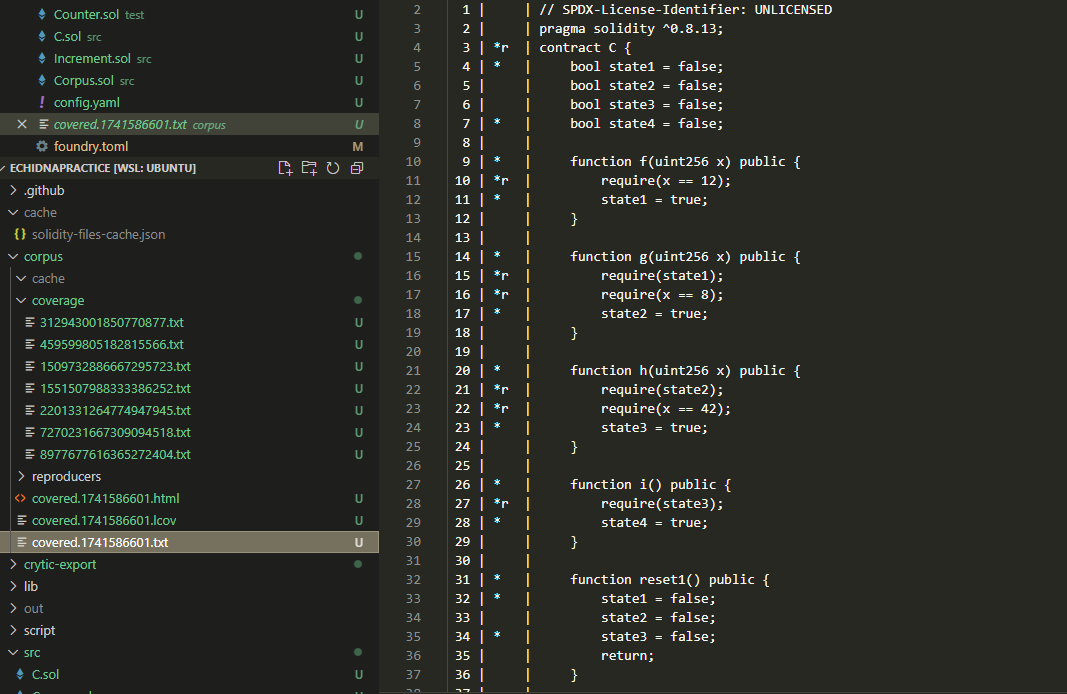 Counter.sol test U
C.sol src U
Increment.sol src U
Corpus.sol src U
! config.yaml U
covered.1741586601.txt corpus U
foundry.toml M
ECHIDNAPRACTICE [WSL: UBUNTU]
.github
cache
{} solidity-files-cache.json
corpus
cache
coverage
312943001850770877.txt U
459599805182815566.txt U
1509732886667295723.txt U
1551507988333386252.txt U
2201331264774947945.txt U
7270231667309094518.txt U
8977677616365272404.txt U
reproducers
<> covered.1741586601.html U
covered.1741586601.lcov U
covered.1741586601.txt U
crytic-export
lib
out
script
src
C.sol U
2 1 | | // SPDX-License-Identifier: UNLICENSED
3 2 | | pragma solidity ^0.8.13;
4 3 | *r | contract C {
5 4 | * | bool state1 = false;
6 5 | | bool state2 = false;
7 6 | | bool state3 = false;
8 7 | * | bool state4 = false;
9 8 | |
10 9 | * | function f(uint256 x) public {
11 10 | *r | require(x == 12);
12 11 | * | state1 = true;
13 12 | | }
14 13 | |
15 14 | * | function g(uint256 x) public {
16 15 | *r | require(state1);
17 16 | *r | require(x == 8);
18 17 | * | state2 = true;
19 18 | | }
20 19 | |
21 20 | * | function h(uint256 x) public {
22 21 | *r | require(state2);
23 22 | *r | require(x == 42);
24 23 | * | state3 = true;
25 24 | | }
26 25 | |
27 26 | * | function i() public {
28 27 | *r | require(state3);
29 28 | * | state4 = true;
30 29 | | }
31 30 | |
32 31 | * | function reset1() public {
33 32 | * | state1 = false;
34 33 | | state2 = false;
35 34 | * | state3 = false;
36 35 | | return;
37 36 | | }